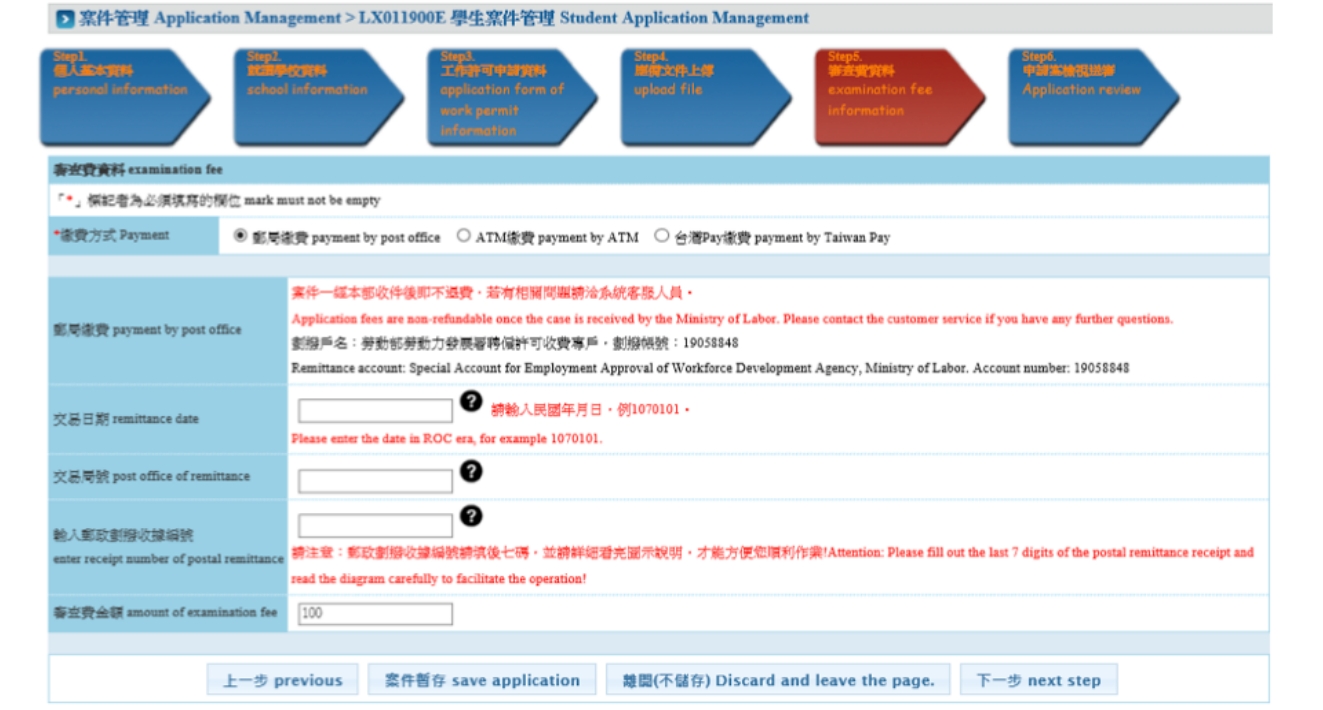 案件管理 Application Management > LX011900E 學生案件管理 Student Application Management
Step1.
個人基本資料
personal information
Step2.
就讀學校資料
school information
Step3.
工作許可申請資料
application form of
work permit
information
Step4.
應備文件上傳
upload file
Step5.
審查費資料
examination fee
information
Step6.
申請案檢視送審
Application review
審查費資料 examination fee
「*」標記者為必須填寫的欄位 mark must not be empty
*繳費方式 Payment
郵局繳費 payment by post office ATM繳費 payment by ATM 台灣Pay繳費 payment by Taiwan Pay
郵局繳費 payment by post office
案件一經本部收件後即不退費，若有相關問題請洽系統客服人員。
Application fees are non-refundable once the case is received by the Ministry of Labor. Please contact the customer service if you have any further questions.
劃撥戶名：勞動部勞動力發展署聘僱許可收費專戶，劃撥帳號：19058848
Remittance account: Special Account for Employment Approval of Workforce Development Agency, Ministry of Labor. Account number: 19058848
交易日期 remittance date
? 請輸入民國年月日，例1070101。
Please enter the date in ROC era, for example 1070101.
交易局號 post office of remittance
?
輸入郵政劃撥收據編號
enter receipt number of postal remittance
?
請注意：郵政劃撥收據編號請填後七碼，並請詳細看完圖示說明，才能方便您順利作業!Attention: Please fill out the last 7 digits of the postal remittance receipt and
read the diagram carefully to facilitate the operation!
審查費金額 amount of examination fee
100
上一步 previous
案件暫存 save application
離開(不儲存) Discard and leave the page.
下一步 next step